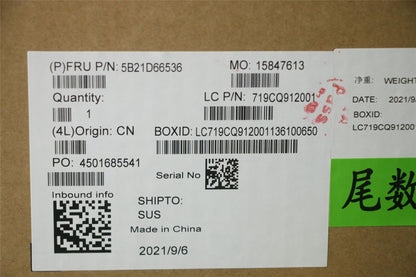 (P)FRU P/N: 5B21D66536
MO: 15847613
Quantity:
1
LC P/N: 719CQ912001
(4L)Origin: CN
BOXID: LC719CQ912001136100650
PO: 4501685541
Serial No
Inbound info
SHIPTO:
SUS
Made in China
2021/9/6
净重: WEIGHT
DATE: 2021/9
BOXID:
LC719CQ91200
尾数